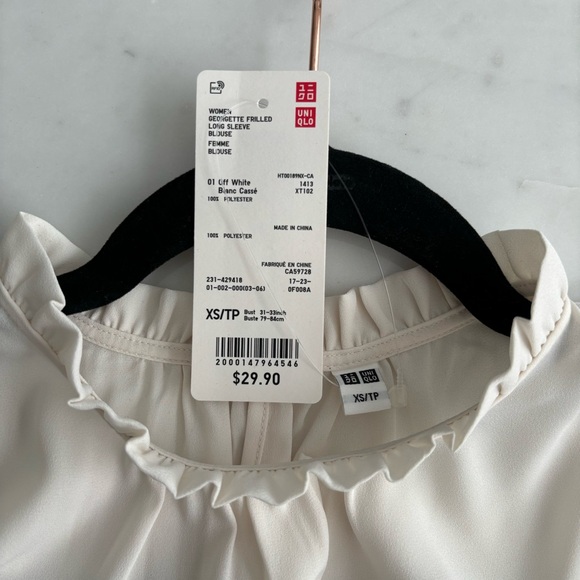 WOMEN
GEORGETTE FRILLED
LONG SLEEVE
BLOUSE
FEMME
BLOUSE
ユニ
クロ
UNI
QLO
HT00189NX-CA
01 Off White 1413
Blanc Cassé XT102
100% POLYESTER
MADE IN CHINA
100% POLYESTER
FABRIQUÉ EN CHINE
CA59728
231-429418 17-23-
01-002-000(03-06) 0F008A
XS/TP Bust 31-33inch
Buste 79-84cm
2000147964546
$29.90
ユニ UNI
クロ QLO
XS/TP